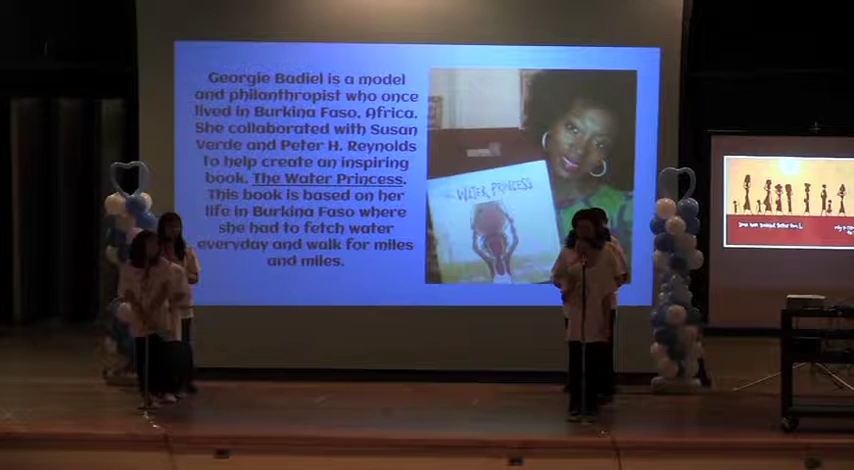 Georgie Badiel is a model
and philanthropist who once
lived in Burkina Faso, Africa.
She collaborated with Susan
Verde and Peter H. Reynolds
to help create an inspiring
book, The Water Princess.
This book is based on her
life in Burkina Faso where
she had to fetch water
everyday and walk for miles
and miles.
WATER PRINCESS